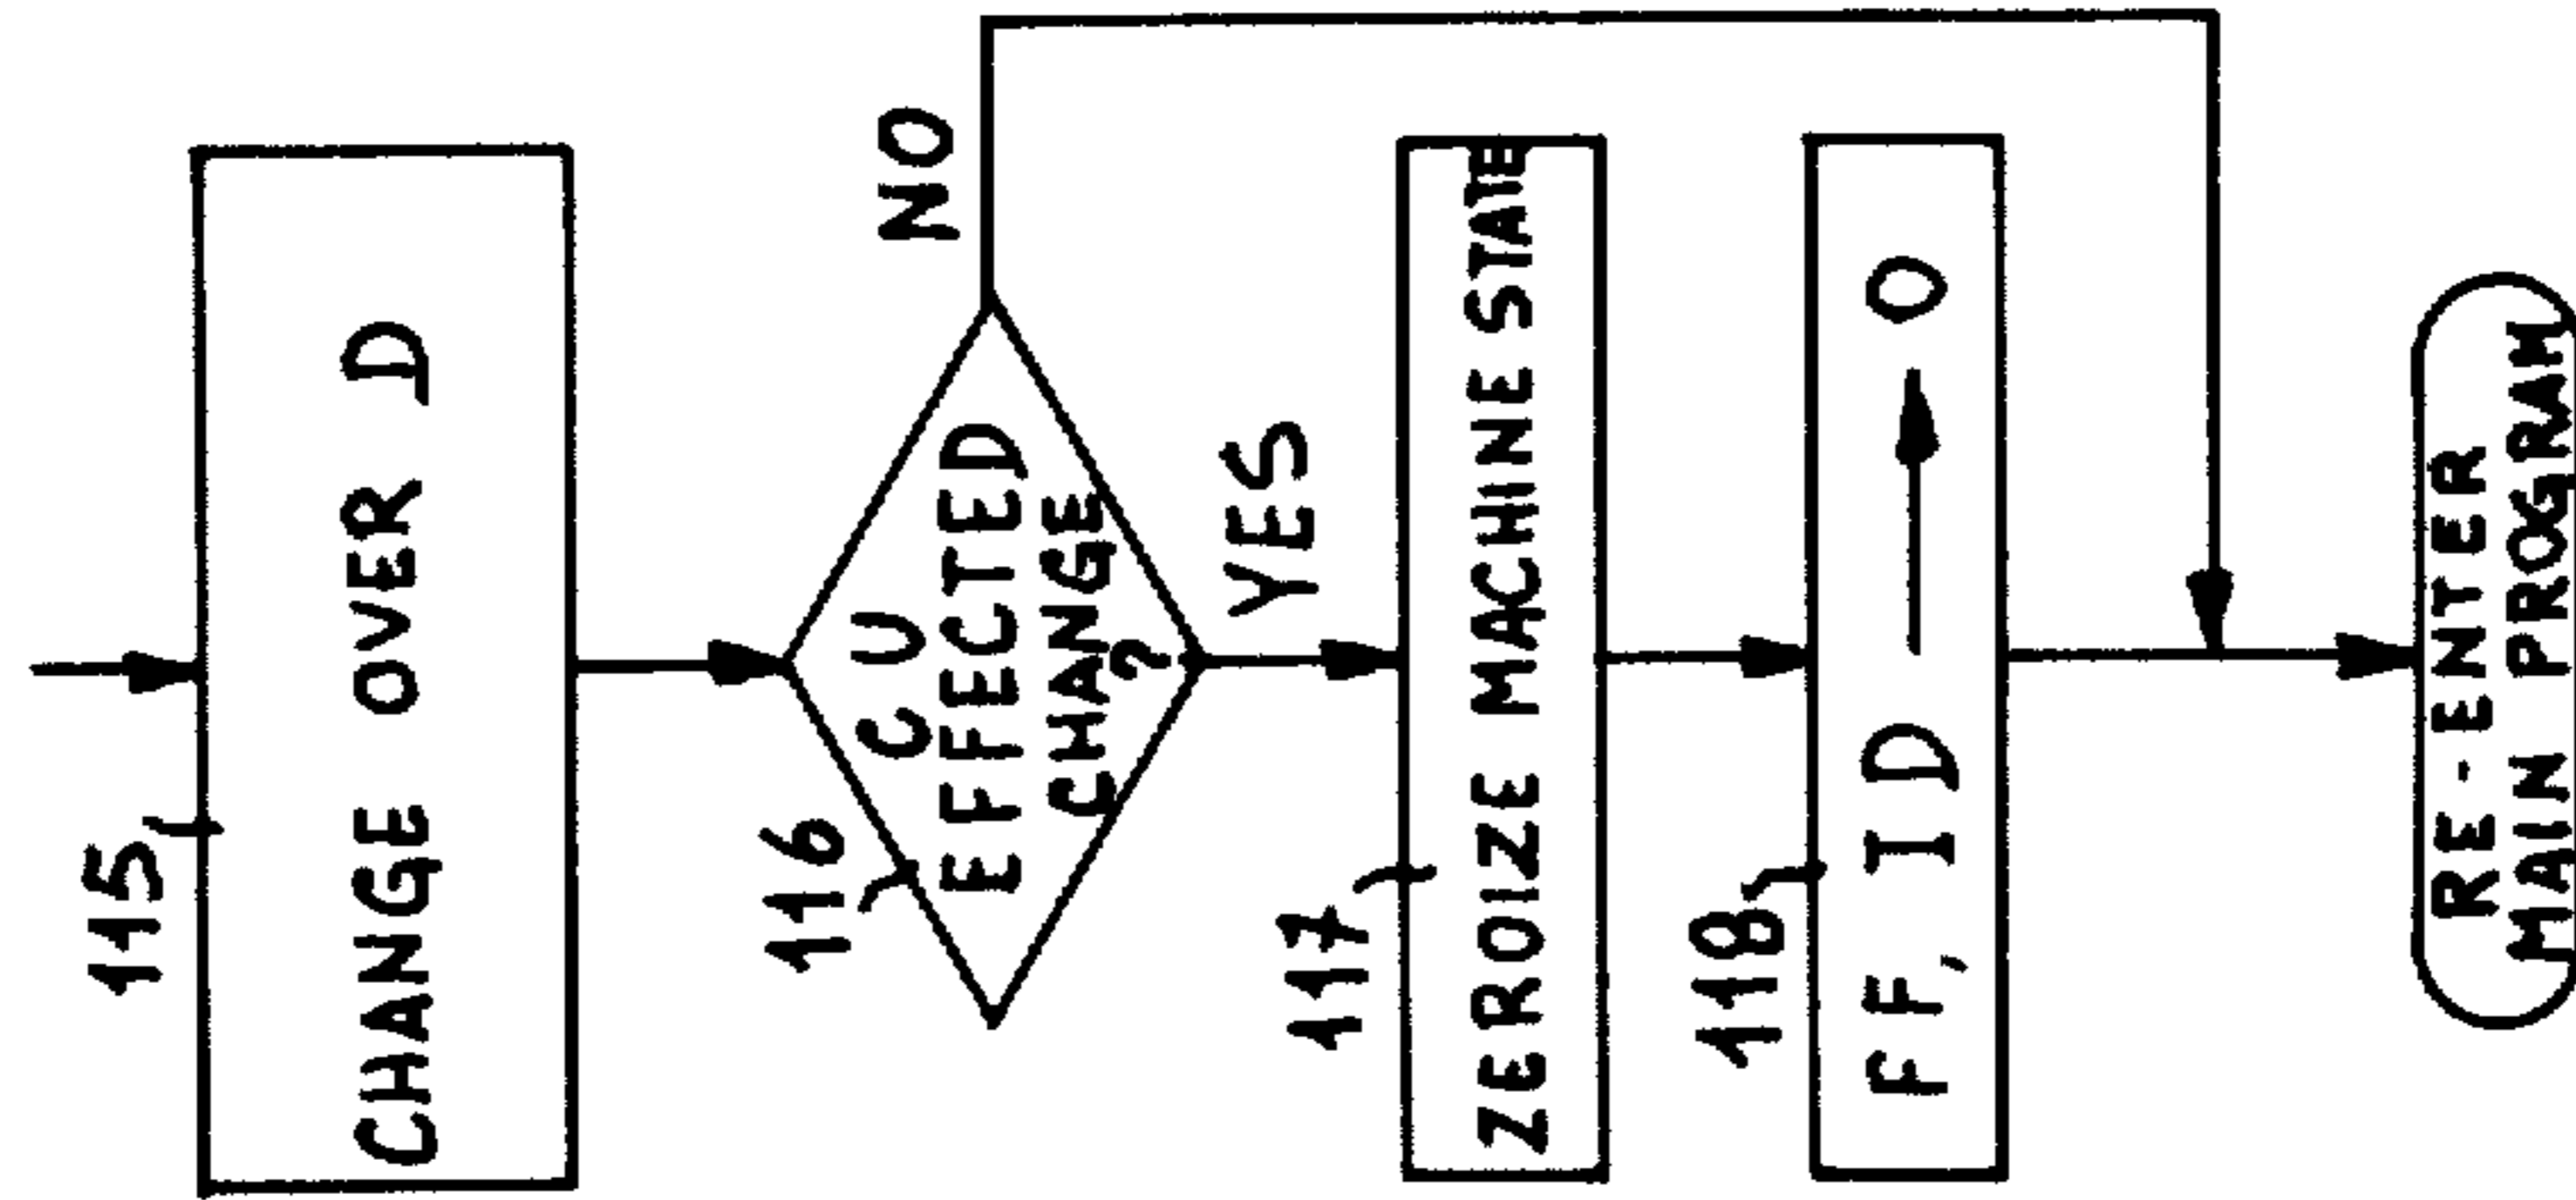 115
CHANGE OVER D
116
C U
EFFECTED
CHANGE
?
NO
YES
117
ZEROIZE MACHINE STATE
118
FF, ID → 0
RE-ENTER
MAIN PROGRAM